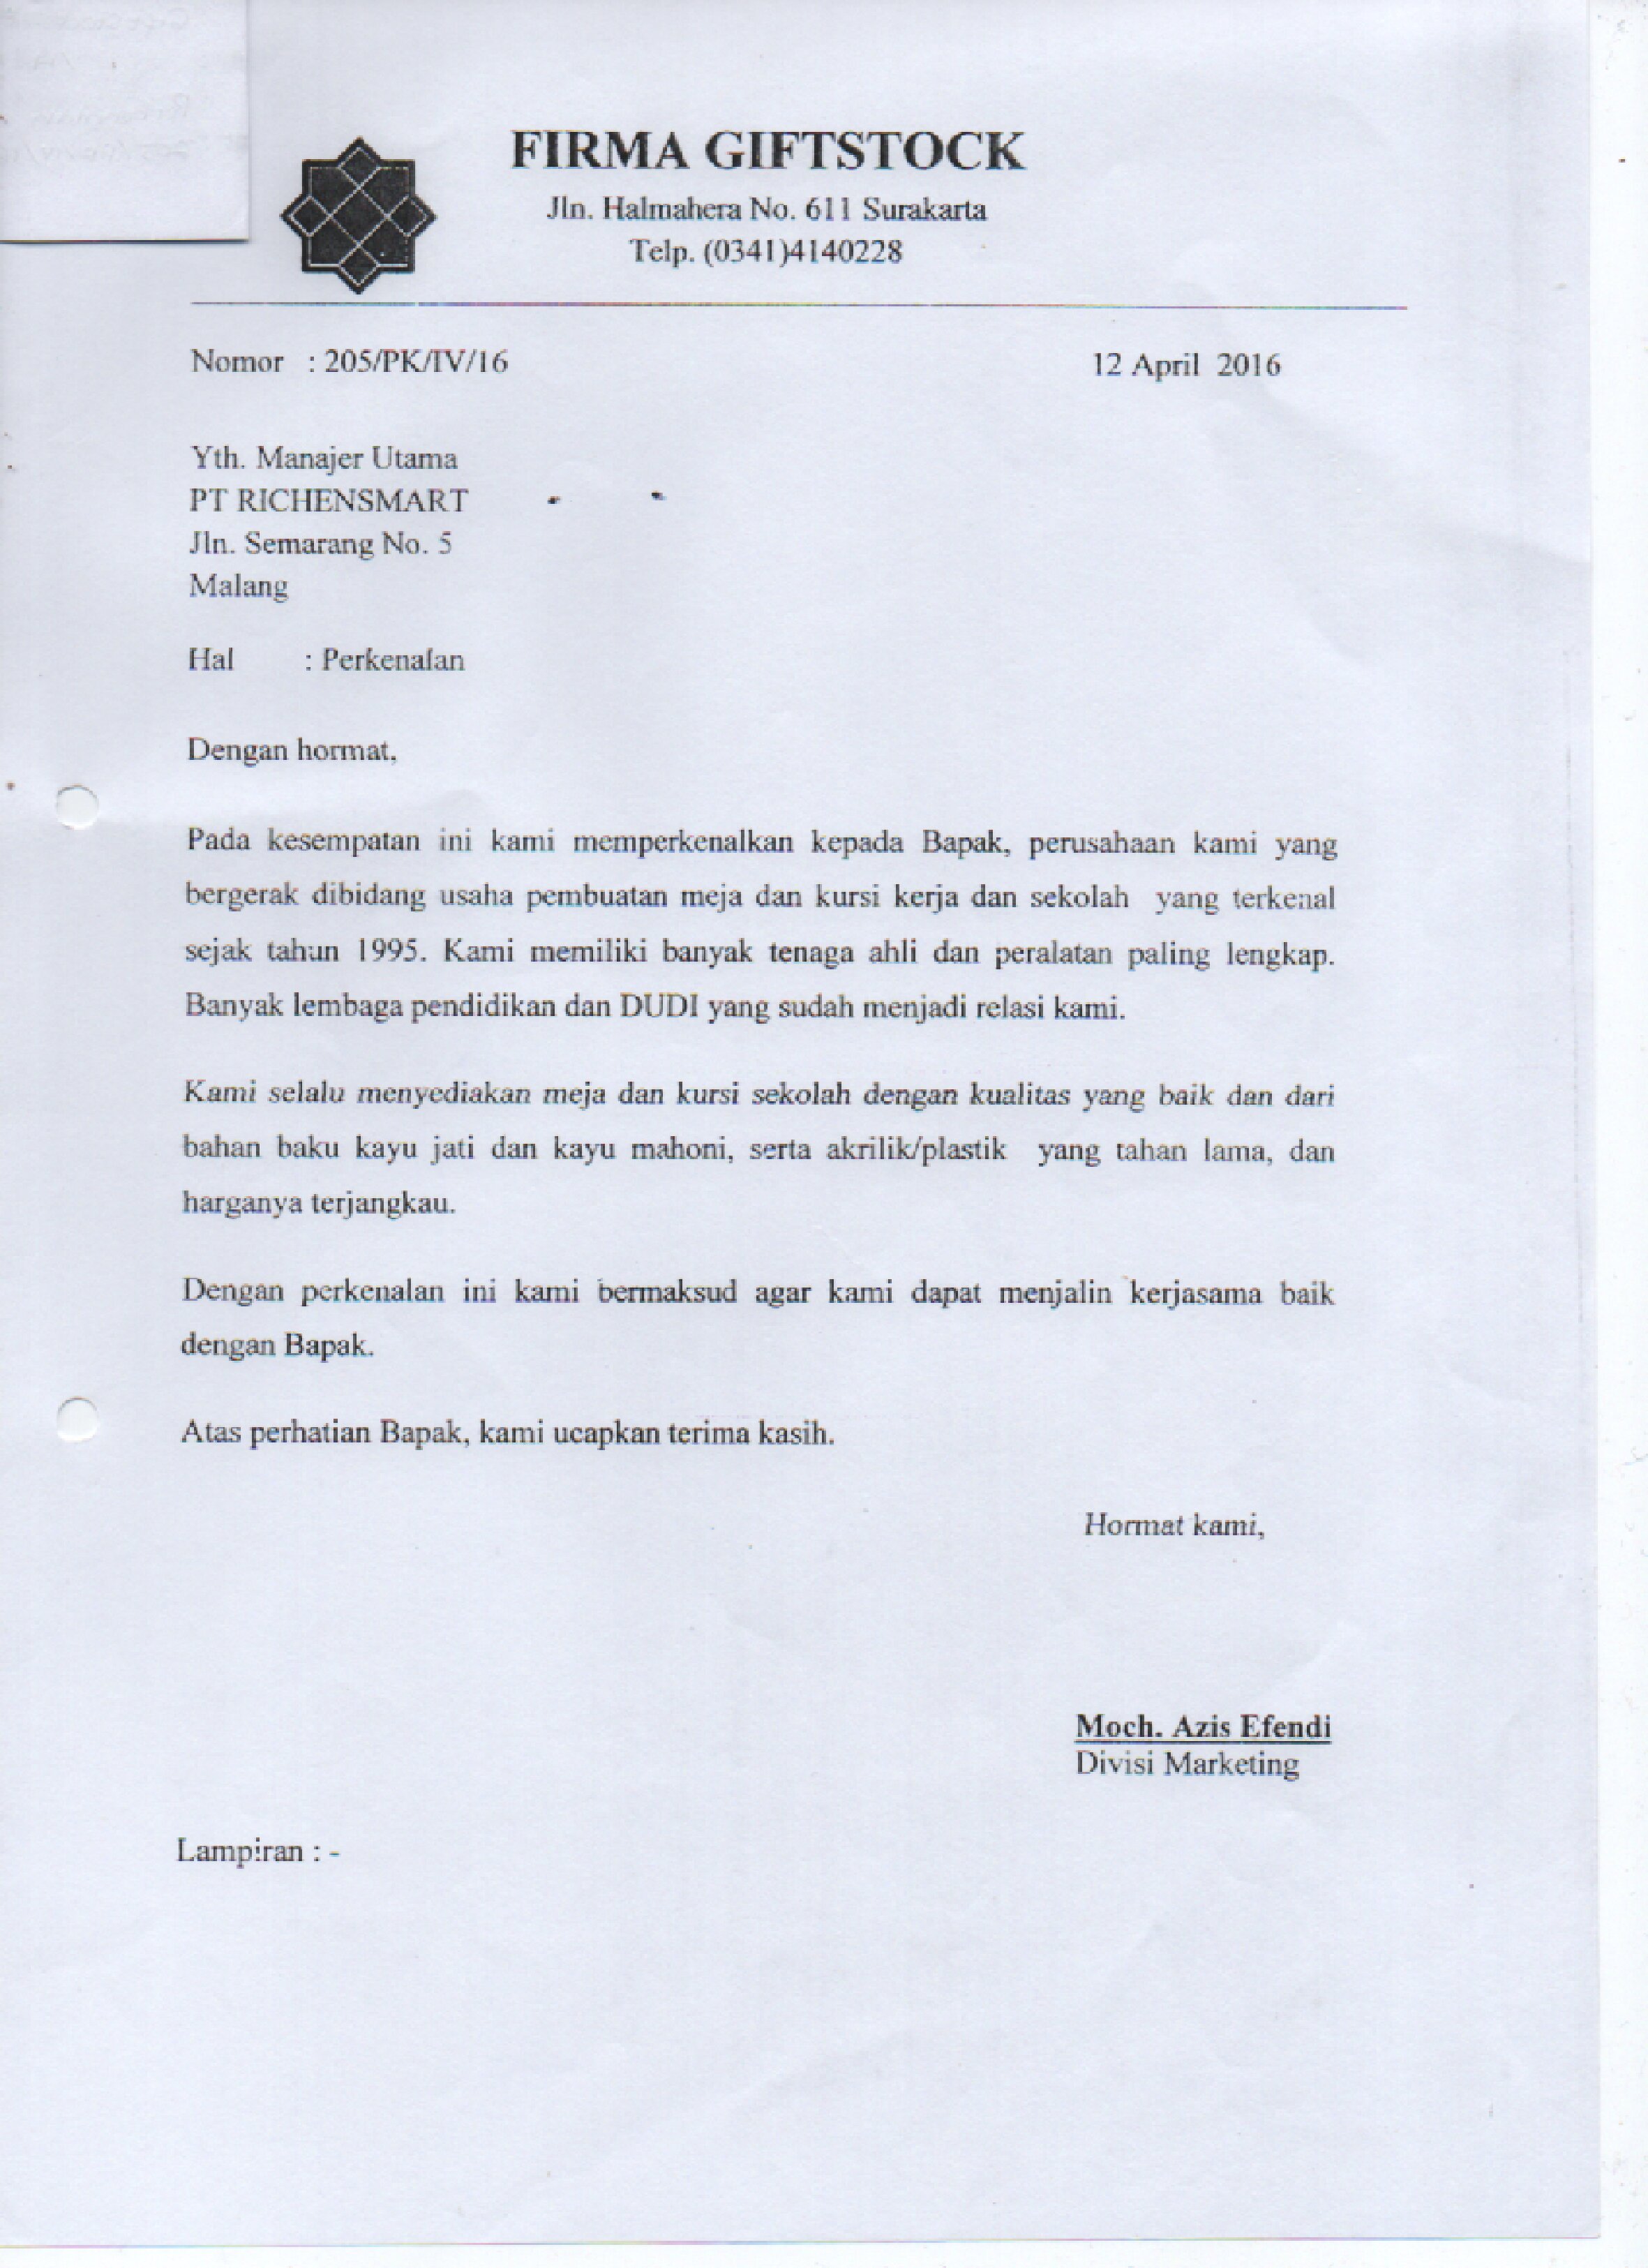 FIRMA GIFTSTOCK
Jln. Halmahera No. 611 Surakarta
Telp. (0341)4140228
Nomor : 205/PK/IV/16
12 April 2016
Yth. Manajer Utama
PT RICHENSMART
Jln. Semarang No. 5
Malang
Hal : Perkenalan
Dengan hormat,
Pada kesempatan ini kami memperkenalkan kepada Bapak, perusahaan kami yang
bergerak dibidang usaha pembuatan meja dan kursi kerja dan sekolah yang terkenal
sejak tahun 1995. Kami memiliki banyak tenaga ahli dan peralatan paling lengkap.
Banyak lembaga pendidikan dan DUDI yang sudah menjadi relasi kami.
Kami selalu menyediakan meja dan kursi sekolah dengan kualitas yang baik dan dari
bahan baku kayu jati dan kayu mahoni, serta akrilik/plastik yang tahan lama, dan
harganya terjangkau.
Dengan perkenalan ini kami bermaksud agar kami dapat menjalin kerjasama baik
dengan Bapak.
Atas perhatian Bapak, kami ucapkan terima kasih.
Hormat kami,
Moch. Azis Efendi
Divisi Marketing
Lampiran : -